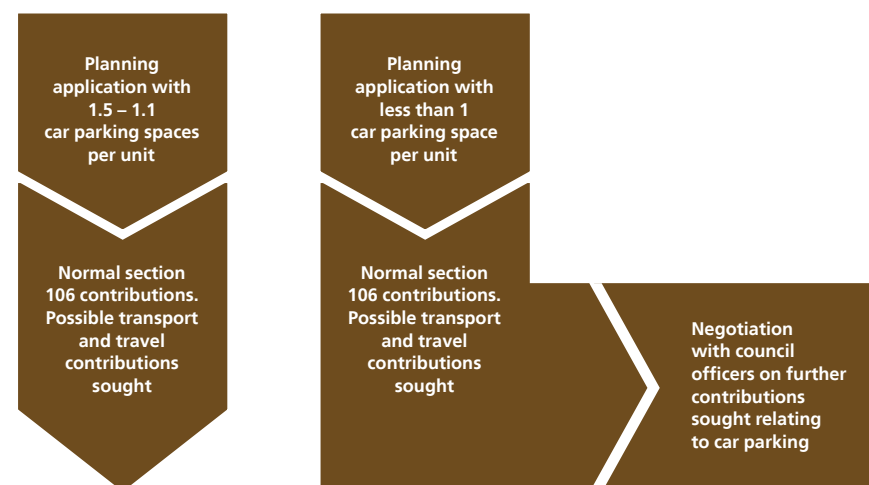 Planning
application with
1.5 – 1.1
car parking spaces
per unit
Normal section
106 contributions.
Possible transport
and travel
contributions
sought
Planning
application with
less than 1
car parking space
per unit
Normal section
106 contributions.
Possible transport
and travel
contributions
sought
Negotiation
with council
officers on further
contributions
sought relating
to car parking